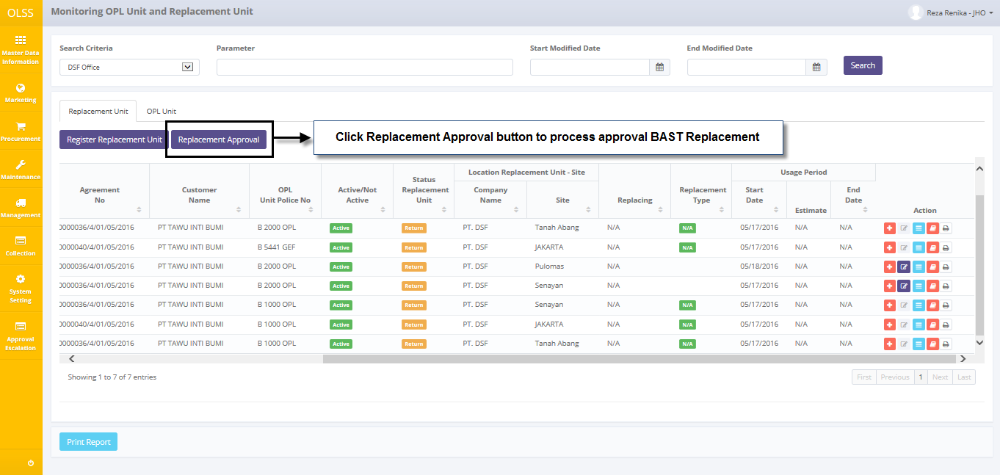 OLSS
Monitoring OPL Unit and Replacement Unit
Reza Renika - JHO
Master Data
Information
Marketing
Procurement
Maintenance
Management
Collection
System
Setting
Approval
Escalation
Search Criteria
Parameter
Start Modified Date
End Modified Date
DSF Office
Search
Replacement Unit
OPL Unit
Register Replacement Unit
Replacement Approval
Click Replacement Approval button to process approval BAST Replacement
Agreement
No
Customer
Name
OPL
Unit Police No
Active/Not
Active
Status
Replacement
Unit
Location Replacement Unit - Site
Company
Name
Site
Replacing
Replacement
Type
Usage Period
Start
Date
Estimate
End
Date
Action
0000036/4/01/05/2016 PT TAWU INTI BUMI B 2000 OPL Active Return PT. DSF Tanah Abang N/A N/A 05/17/2016 N/A N/A
0000040/4/01/05/2016 PT TAWU INTI BUMI B 5441 GEF Active Return PT. DSF JAKARTA N/A N/A 05/17/2016 N/A N/A
0000036/4/01/05/2016 PT TAWU INTI BUMI B 2000 OPL Active Return PT. DSF Pulomas N/A 05/18/2016 N/A N/A
0000036/4/01/05/2016 PT TAWU INTI BUMI B 2000 OPL Active Return PT. DSF Senayan N/A 05/17/2016 N/A N/A
0000036/4/01/05/2016 PT TAWU INTI BUMI B 1000 OPL Active Return PT. DSF Senayan N/A N/A 05/17/2016 N/A N/A
0000040/4/01/05/2016 PT TAWU INTI BUMI B 1000 OPL Active Return PT. DSF JAKARTA N/A N/A 05/17/2016 N/A N/A
0000036/4/01/05/2016 PT TAWU INTI BUMI B 1000 OPL Active Return PT. DSF Tanah Abang N/A N/A 05/17/2016 N/A N/A
Showing 1 to 7 of 7 entries
First Previous 1 Next Last
Print Report